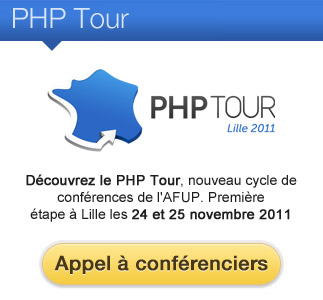 PHP Tour
PHPTOUR
Lille 2011
Découvrez le PHP Tour, nouveau cycle de
conférences de l'AFUP. Première
étape à Lille les 24 et 25 novembre 2011
Appel à conférenciers